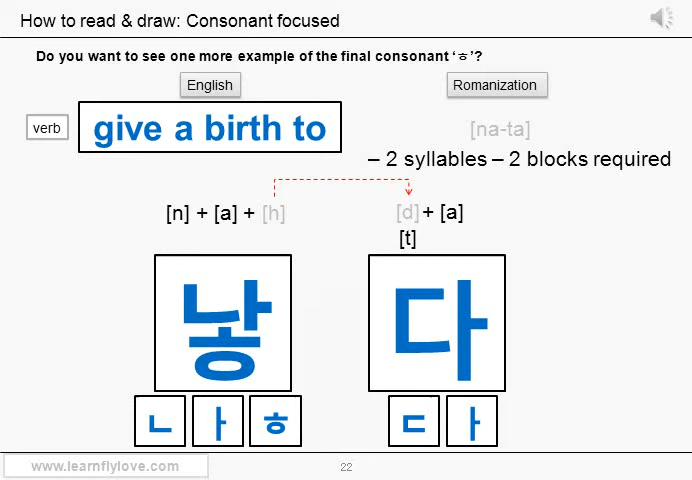 How to read & draw: Consonant focused
Do you want to see one more example of the final consonant ‘ㅎ’?
English
Romanization
verb
give a birth to
[na-ta]
– 2 syllables – 2 blocks required
[n] + [a] + [h]
[d] + [a]
[t]
낳
다
ㄴ ㅏ ㅎ
ㄷ ㅏ
www.learnflylove.com
22